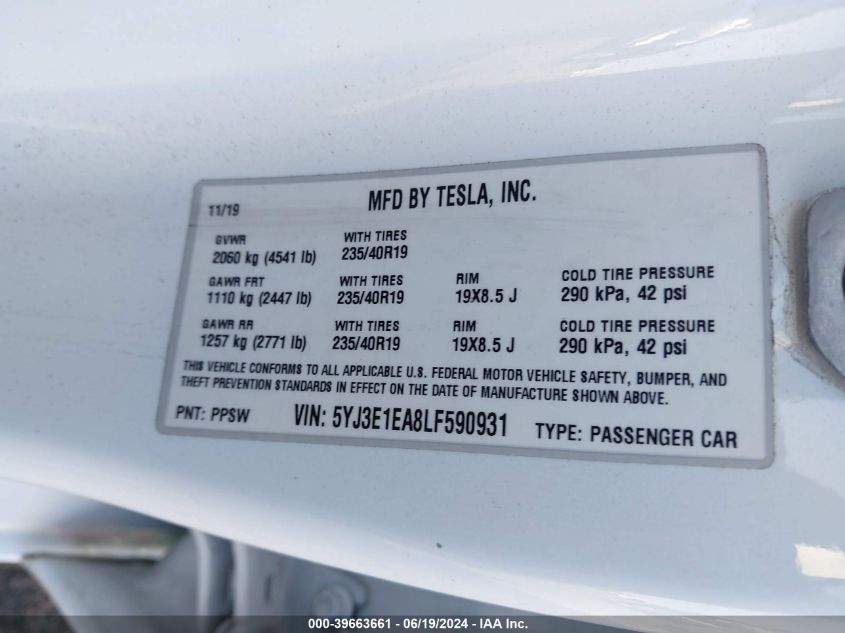 11/19 MFD BY TESLA, INC.
GVWR WITH TIRES
2060 kg (4541 lb) 235/40R19
GAWR FRT WITH TIRES RIM COLD TIRE PRESSURE
1110 kg (2447 lb) 235/40R19 19X8.5 J 290 kPa, 42 psi
GAWR RR WITH TIRES RIM COLD TIRE PRESSURE
1257 kg (2771 lb) 235/40R19 19X8.5 J 290 kPa, 42 psi
THIS VEHICLE CONFORMS TO ALL APPLICABLE U.S. FEDERAL MOTOR VEHICLE SAFETY, BUMPER, AND
THEFT PREVENTION STANDARDS IN EFFECT ON THE DATE OF MANUFACTURE SHOWN ABOVE.
PNT: PPSW VIN: 5YJ3E1EA8LF590931 TYPE: PASSENGER CAR
000-39663661 - 06/19/2024 - IAA Inc.